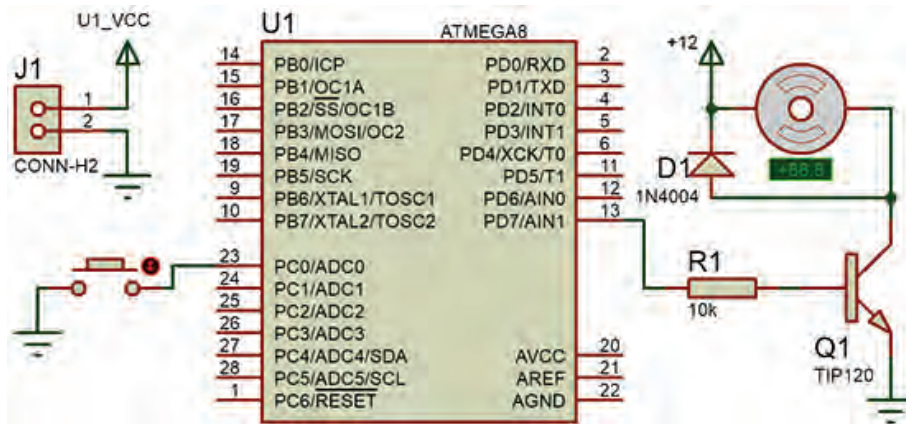 U1_VCC
J1
1
2
CONN-H2
U1
ATMEGA8
14 PB0/ICP PD0/RXD 2
15 PB1/OC1A PD1/TXD 3
16 PB2/SS/OC1B PD2/INT0 4
17 PB3/MOSI/OC2 PD3/INT1 5
18 PB4/MISO PD4/XCK/T0 6
19 PB5/SCK PD5/T1 11
9 PB6/XTAL1/TOSC1 PD6/AIN0 12
10 PB7/XTAL2/TOSC2 PD7/AIN1 13
23 PC0/ADC0
24 PC1/ADC1
25 PC2/ADC2
26 PC3/ADC3
27 PC4/ADC4/SDA AVCC 20
28 PC5/ADC5/SCL AREF 21
1 PC6/RESET AGND 22
+12
D1
1N4004
+88.8
R1
10k
Q1
TIP120